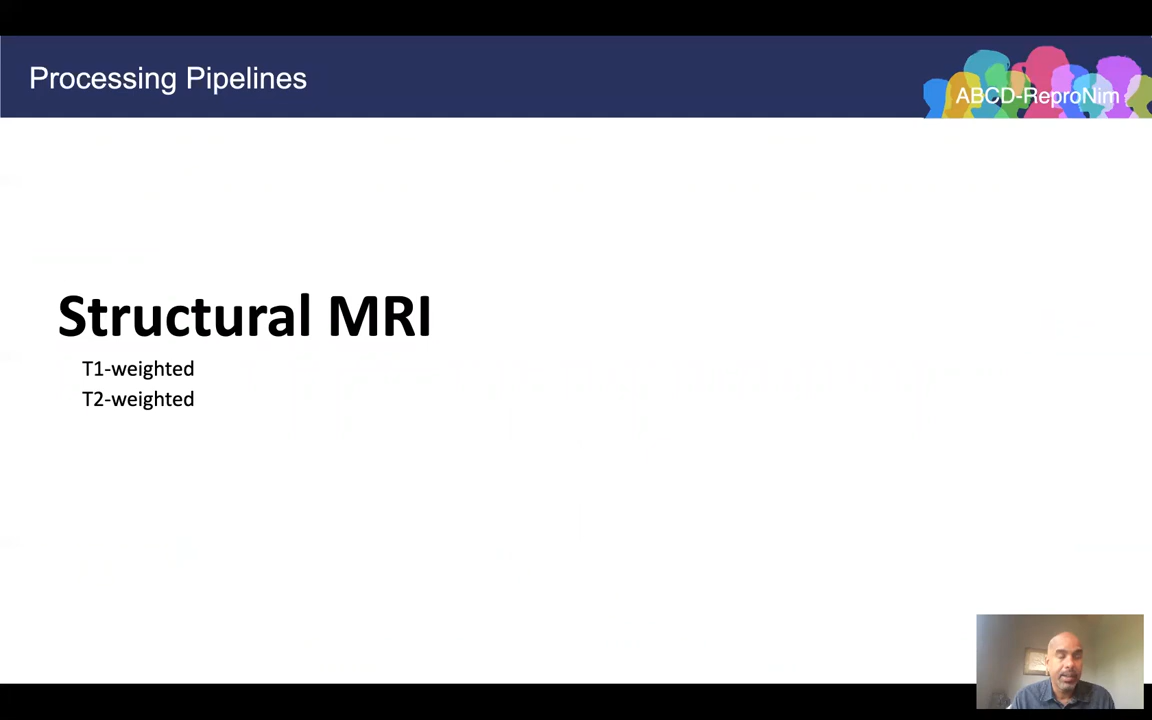 Processing Pipelines
ABCD-ReproNim
Structural MRI
T1-weighted
T2-weighted